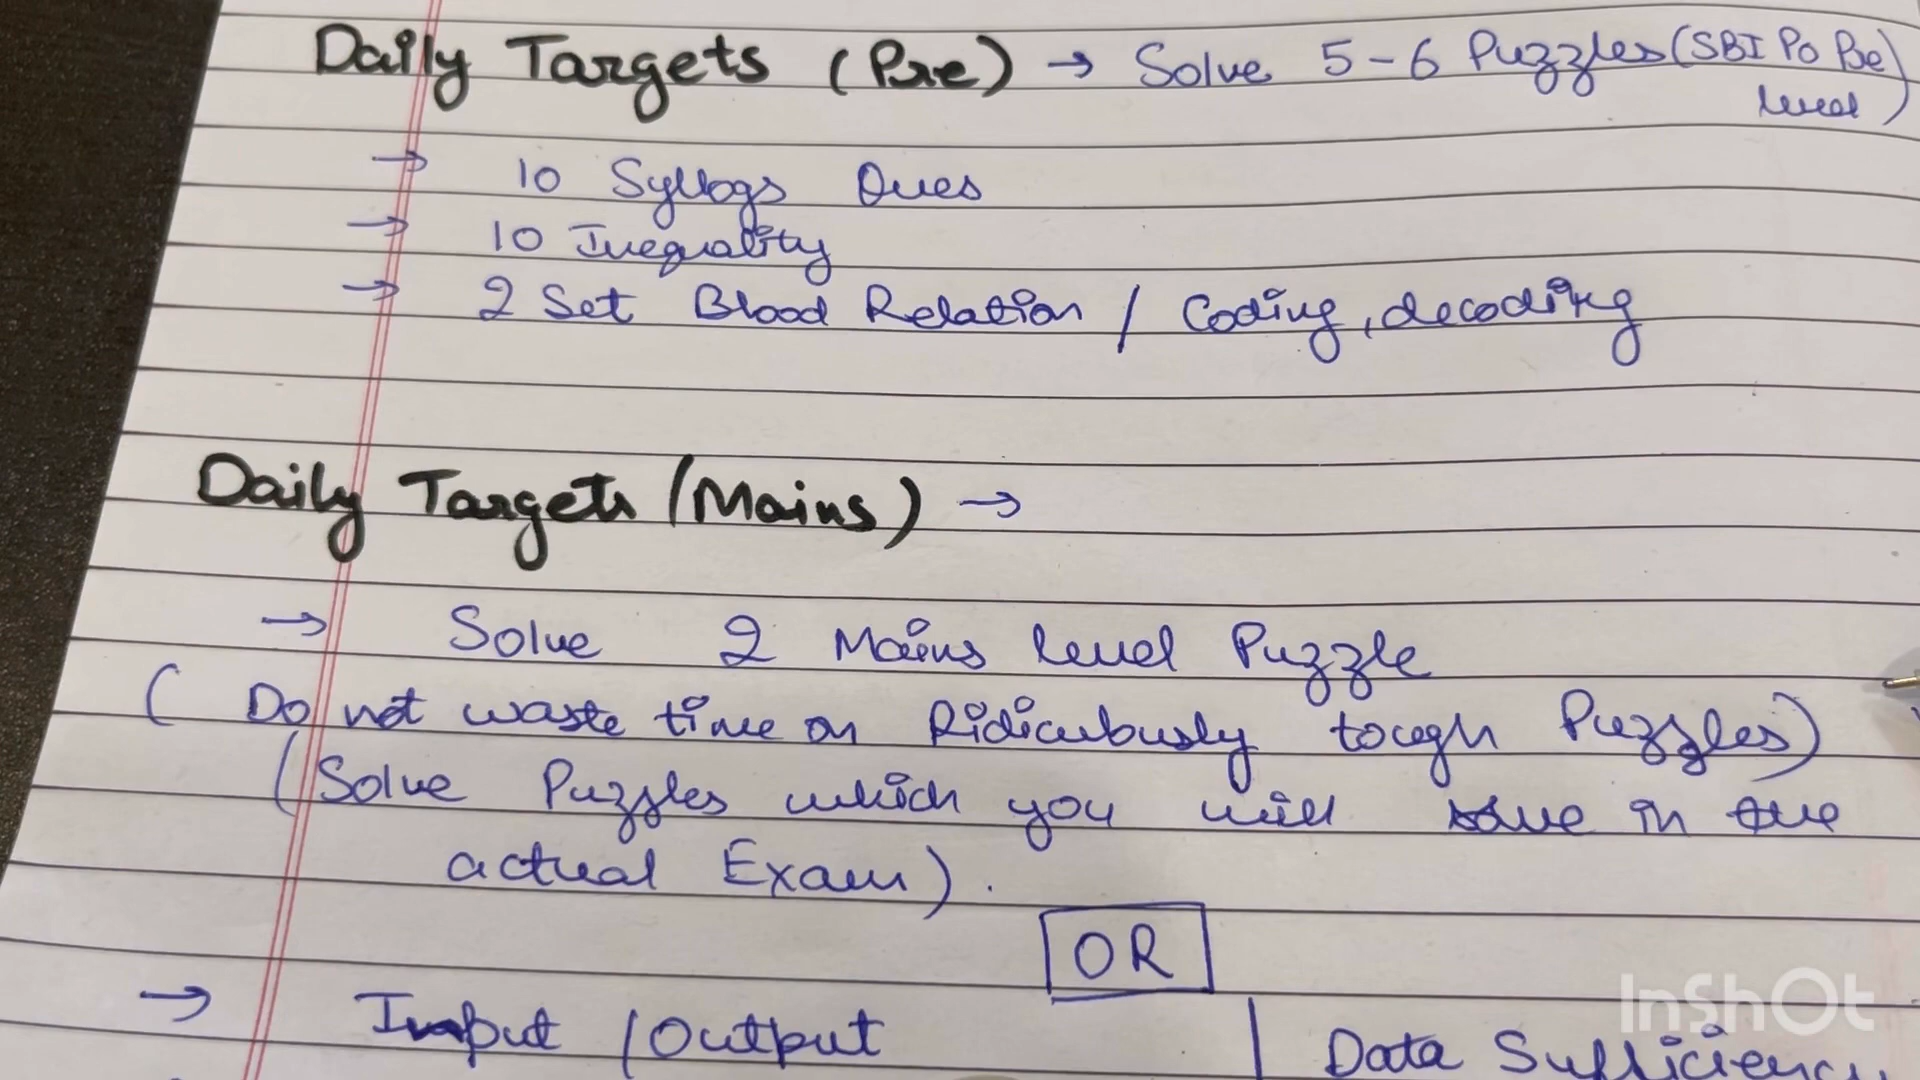 Daily Targets (Pre) → Solve 5-6 Puzzles (SBI PO Pre level)
→ 10 Syllogs Ques
→ 10 Inequality
→ 2 Set Blood Relation / Coding, decoding
Daily Targets (Mains) →
→ Solve 2 Mains level Puzzle
( Do not waste time on Ridiculously tough Puzzles)
(Solve Puzzles which you will solve in the
actual Exam).
OR
→ Input / Output | Data Sufficiency
InShOt